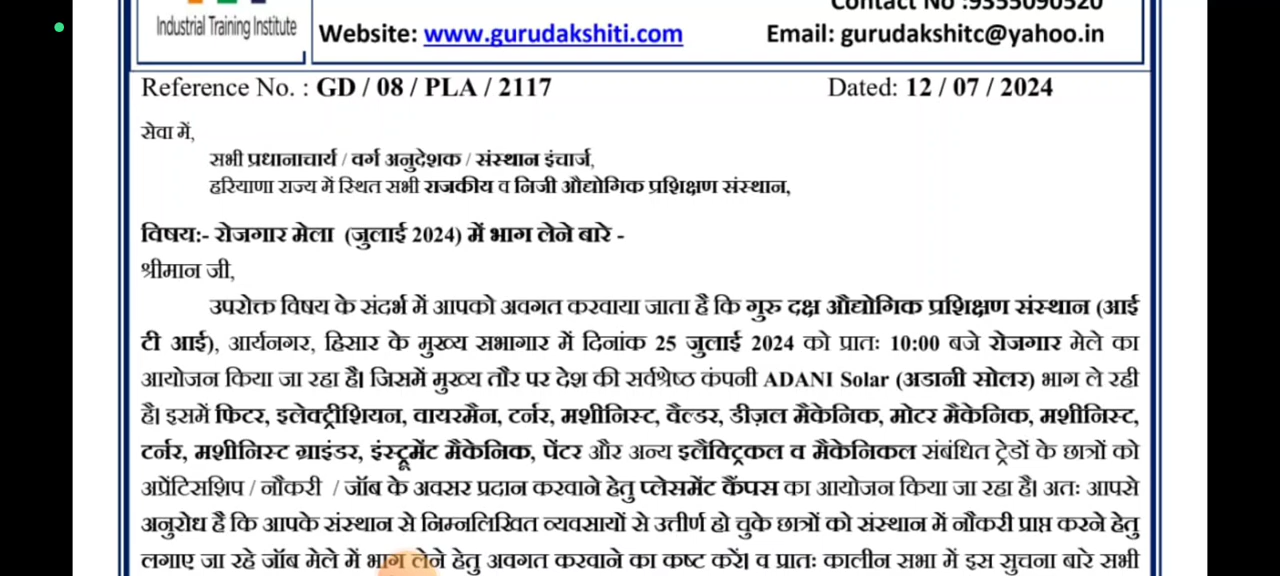 Contact No :9355090320
Industrial Training Institute
Website: www.gurudakshiti.com Email: gurudakshitc@yahoo.in
Reference No. : GD / 08 / PLA / 2117 Dated: 12 / 07 / 2024
सेवा में,
सभी प्रधानाचार्य / वर्ग अनुदेशक / संस्थान इंचार्ज,
हरियाणा राज्य में स्थित सभी राजकीय व निजी औद्योगिक प्रशिक्षण संस्थान,
विषय:- रोजगार मेला (जुलाई 2024) में भाग लेने बारे -
श्रीमान जी,
उपरोक्त विषय के संदर्भ में आपको अवगत करवाया जाता है कि गुरु दक्ष औद्योगिक प्रशिक्षण संस्थान (आई
टी आई), आर्यनगर, हिसार के मुख्य सभागार में दिनांक 25 जुलाई 2024 को प्रातः 10:00 बजे रोजगार मेले का
आयोजन किया जा रहा है। जिसमें मुख्य तौर पर देश की सर्वश्रेष्ठ कंपनी ADANI Solar (अडानी सोलर) भाग ले रही
है। इसमें फिटर, इलेक्ट्रीशियन, वायरमैन, टर्नर, मशीनिस्ट, वैल्डर, डीज़ल मैकेनिक, मोटर मैकेनिक, मशीनिस्ट,
टर्नर, मशीनिस्ट ग्राइंडर, इंस्ट्रूमेंट मैकेनिक, पेंटर और अन्य इलैक्ट्रिकल व मैकेनिकल संबंधित ट्रेडों के छात्रों को
अप्रेंटिसशिप / नौकरी / जॉब के अवसर प्रदान करवाने हेतु प्लेसमेंट कैंपस का आयोजन किया जा रहा है। अतः आपसे
अनुरोध है कि आपके संस्थान से निम्नलिखित व्यवसायों से उत्तीर्ण हो चुके छात्रों को संस्थान में नौकरी प्राप्त करने हेतु
लगाए जा रहे जॉब मेले में भाग लेने हेतु अवगत करवाने का कष्ट करें। व प्रातः कालीन सभा में इस सुचना बारे सभी